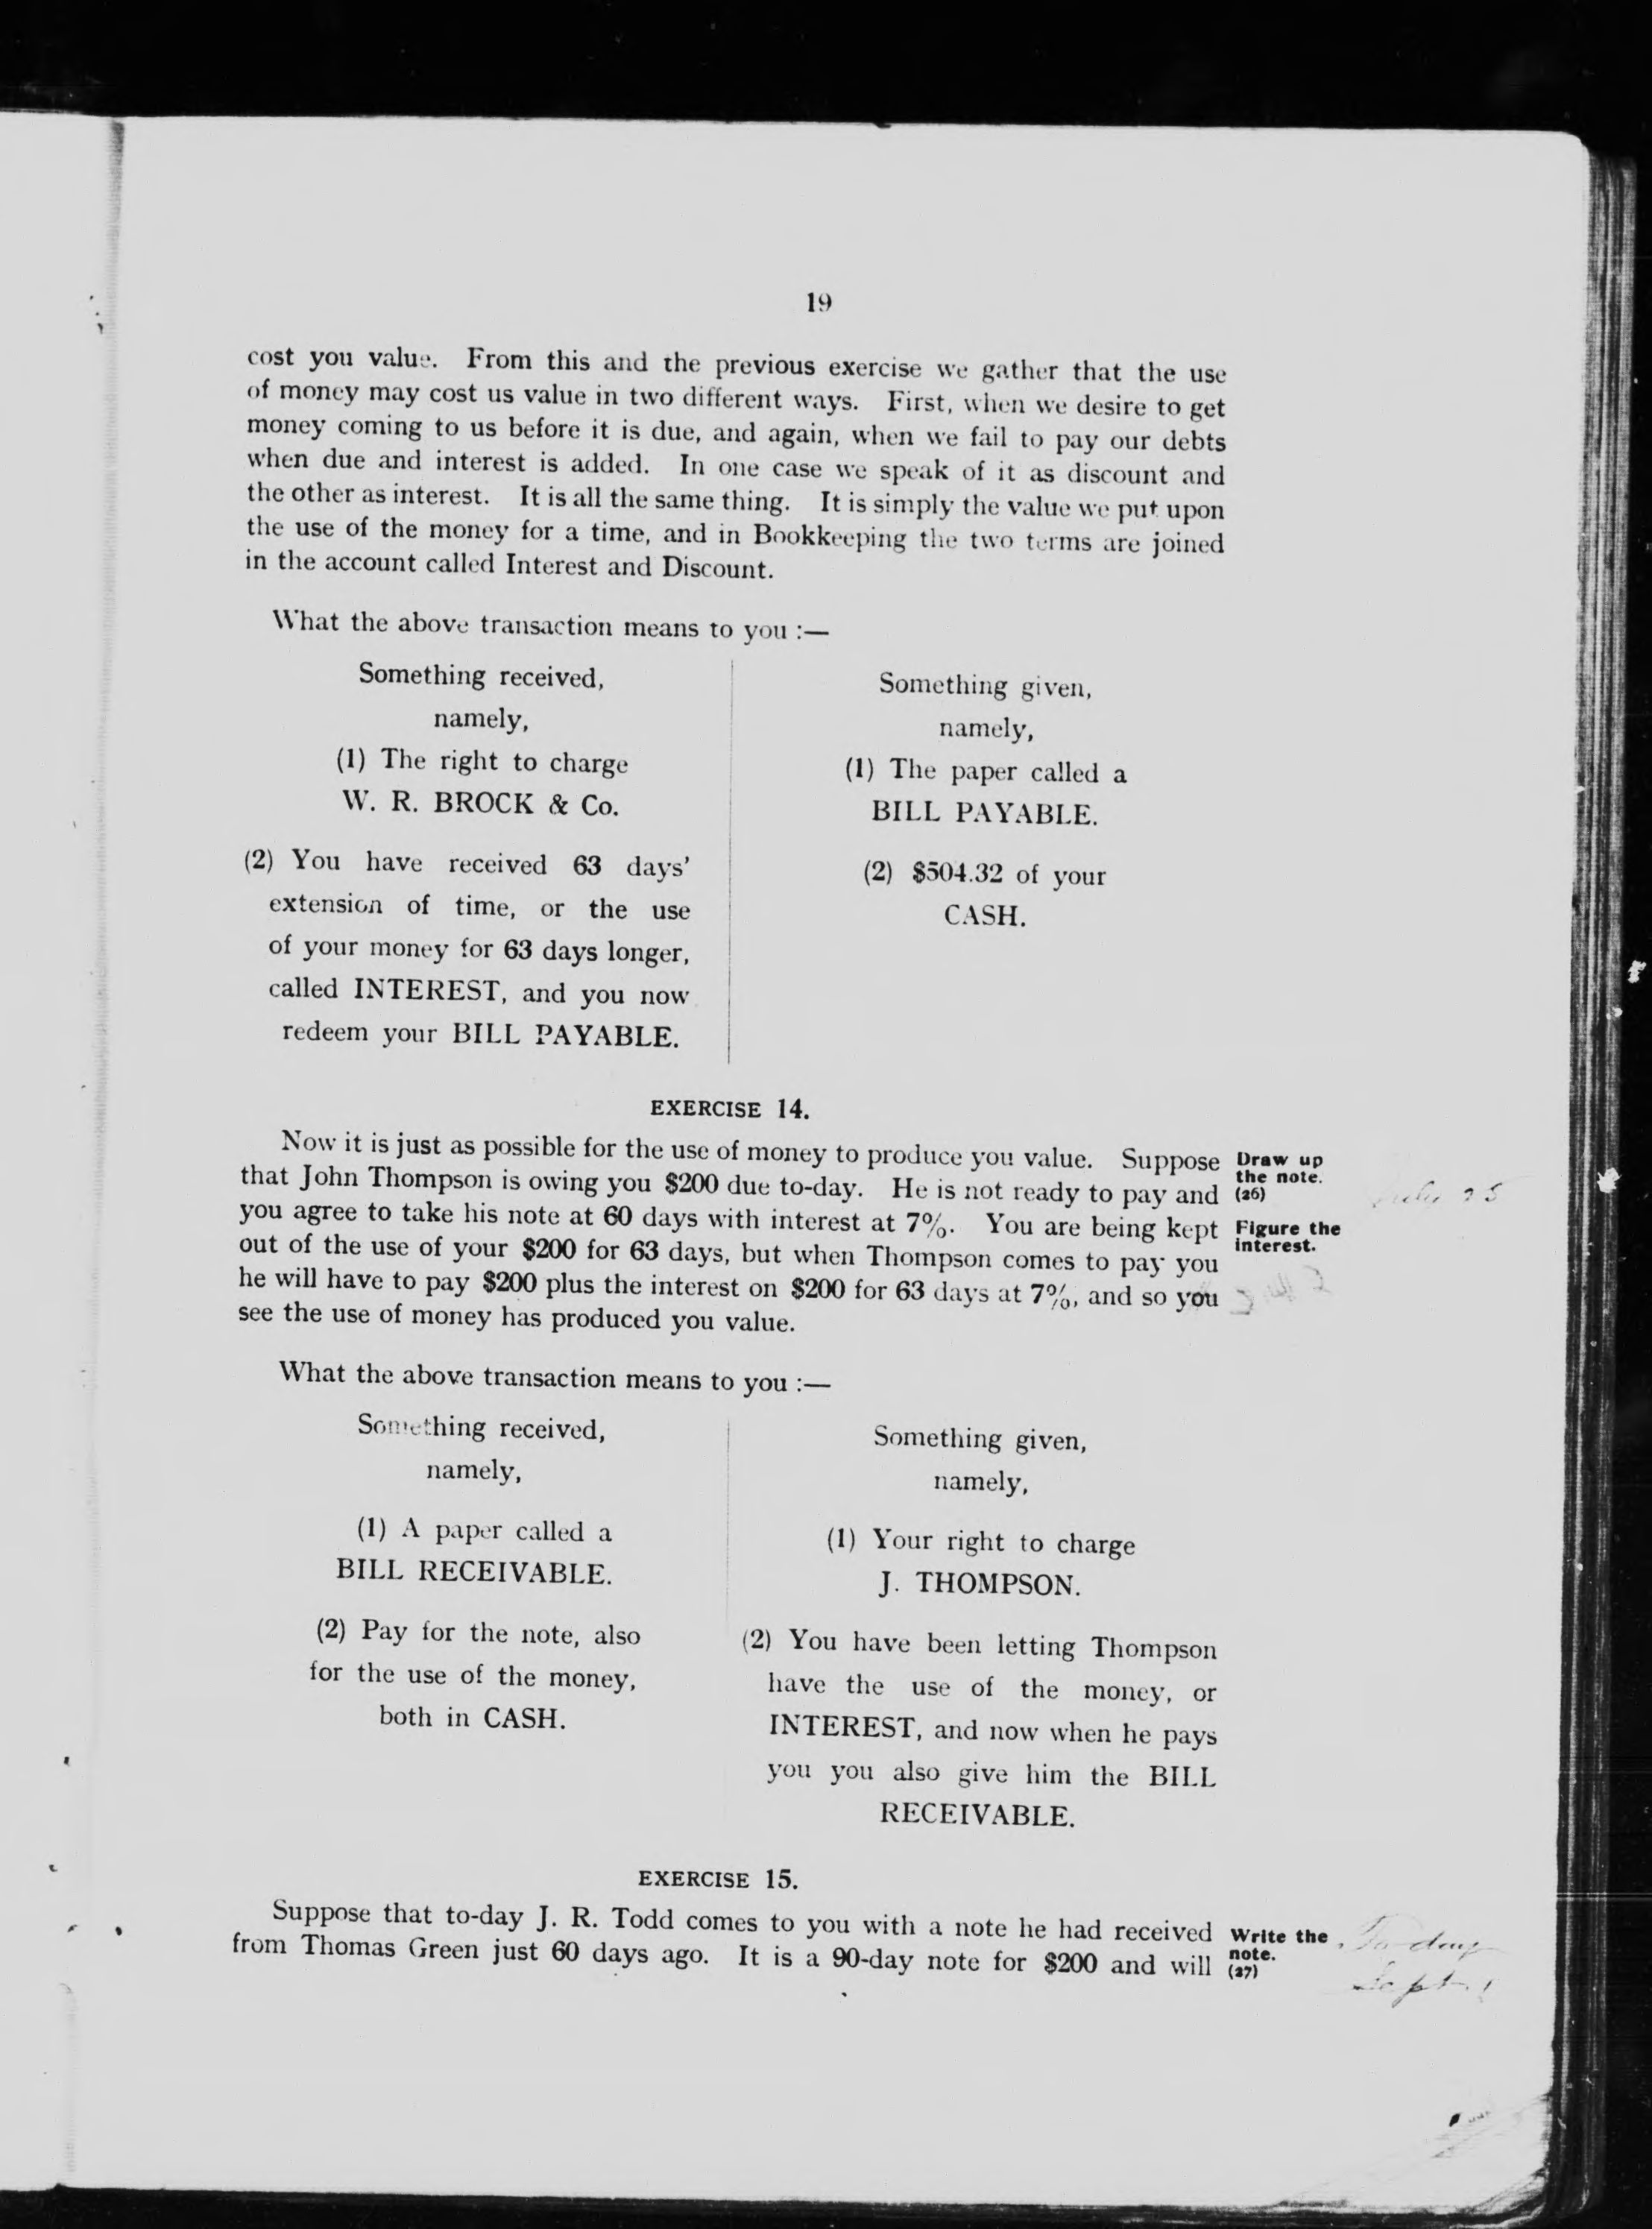 19
cost you value. From this and the previous exercise we gather that the use
of money may cost us value in two different ways. First, when we desire to get
money coming to us before it is due, and again, when we fail to pay our debts
when due and interest is added. In one case we speak of it as discount and
the other as interest. It is all the same thing. It is simply the value we put upon
the use of the money for a time, and in Bookkeeping the two terms are joined
in the account called Interest and Discount.
What the above transaction means to you :—
Something received,
namely,
(1) The right to charge
W. R. BROCK & Co.
(2) You have received 63 days'
extension of time, or the use
of your money for 63 days longer,
called INTEREST, and you now
redeem your BILL PAYABLE.
Something given,
namely,
(1) The paper called a
BILL PAYABLE.
(2) $504.32 of your
CASH.
EXERCISE 14.
Now it is just as possible for the use of money to produce you value. Suppose
that John Thompson is owing you $200 due to-day. He is not ready to pay and
you agree to take his note at 60 days with interest at 7%. You are being kept
out of the use of your $200 for 63 days, but when Thompson comes to pay you
he will have to pay $200 plus the interest on $200 for 63 days at 7%, and so you
see the use of money has produced you value.
Draw up
the note.
(26)
Figure the
interest.
July 25
What the above transaction means to you :—
Something received,
namely,
(1) A paper called a
BILL RECEIVABLE.
(2) Pay for the note, also
for the use of the money,
both in CASH.
Something given,
namely,
(1) Your right to charge
J. THOMPSON.
(2) You have been letting Thompson
have the use of the money, or
INTEREST, and now when he pays
you you also give him the BILL
RECEIVABLE.
EXERCISE 15.
Suppose that to-day J. R. Todd comes to you with a note he had received
from Thomas Green just 60 days ago. It is a 90-day note for $200 and will
Write the
note.
(27)
To-day
Sept. 1